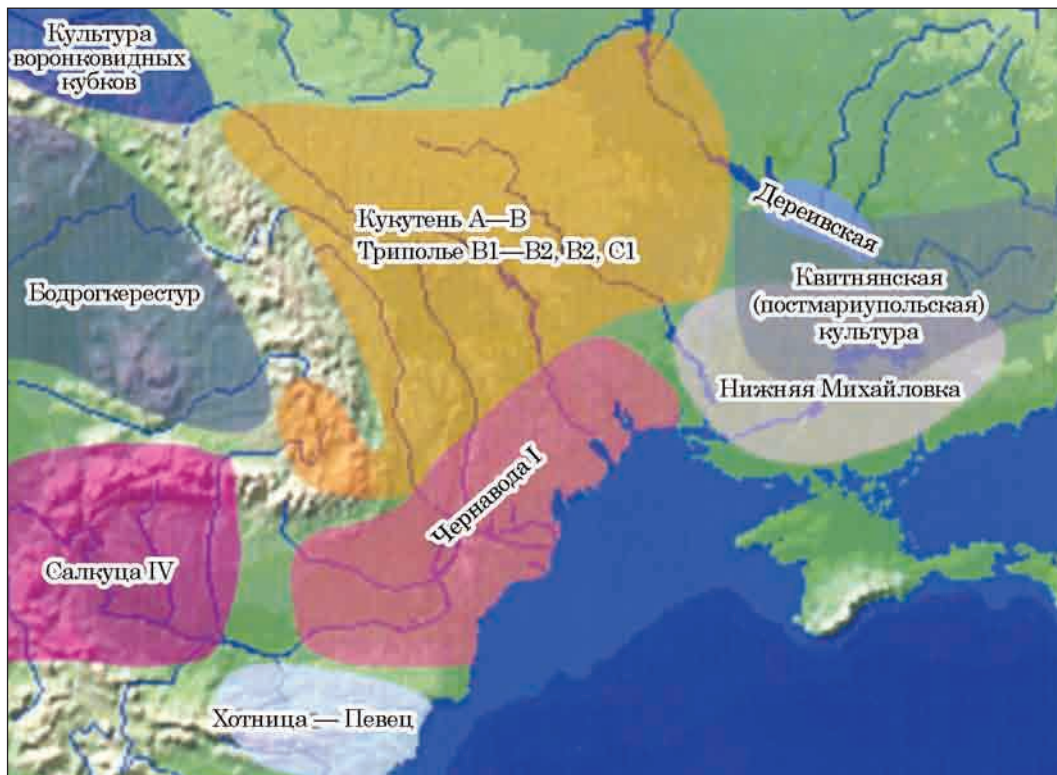 Культура
воронковидных
кубков
Кукутень А—В
Триполье В1—В2, В2, С1
Дереивская
Бодрогкерестур
Квитнянская
(постмариупольская)
культура
Нижняя Михайловка
Чернавода I
Салкуца IV
Хотница — Певец